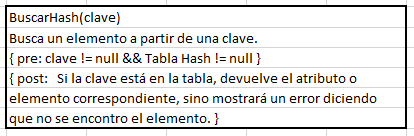 BuscarHash(clave)
Busca un elemento a partir de una clave.
{ pre: clave != null && Tabla Hash != null }
{ post:   Si la clave está en la tabla, devuelve el atributo o
elemento correspondiente, sino mostrará un error diciendo
que no se encontro el elemento. }